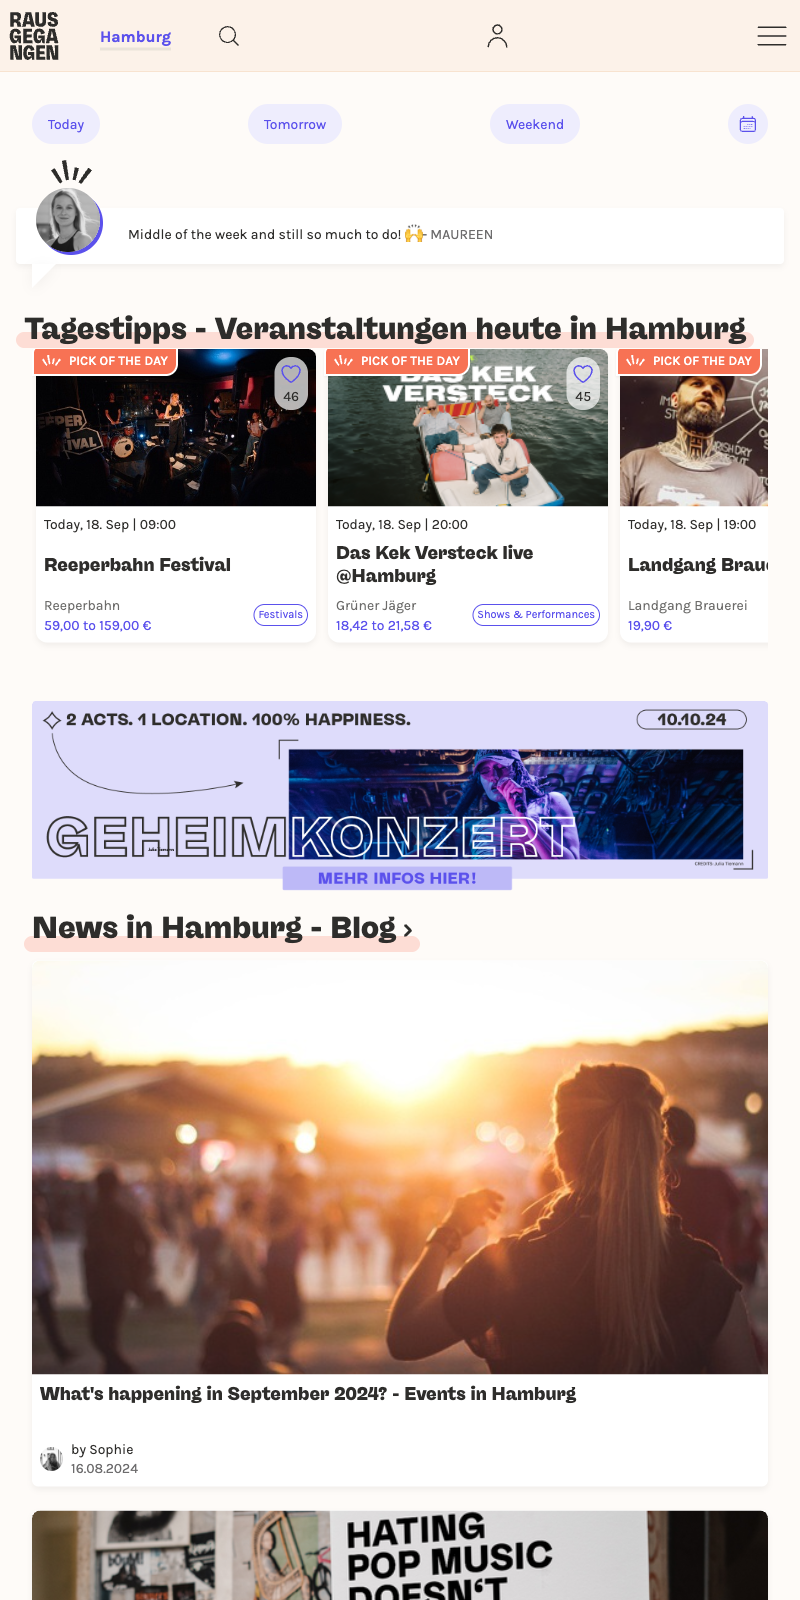 RAUS
GEGA
NGEN
Hamburg
Today
Tomorrow
Weekend
Middle of the week and still so much to do! 🙌 - MAUREEN
Tagestipps - Veranstaltungen heute in Hamburg
PICK OF THE DAY
46
Today, 18. Sep | 09:00
Reeperbahn Festival
Reeperbahn
59,00 to 159,00 €
Festivals
PICK OF THE DAY
DAS KEK
VERSTECK
45
Today, 18. Sep | 20:00
Das Kek Versteck live
@Hamburg
Grüner Jäger
18,42 to 21,58 €
Shows & Performances
PICK OF THE DAY
Today, 18. Sep | 19:00
Landgang
Landgang Brauerei
19,90 €
2 ACTS. 1 LOCATION. 100% HAPPINESS.
10.10.24
GEHEIMKONZERT
MEHR INFOS HIER!
News in Hamburg - Blog ›
What's happening in September 2024? - Events in Hamburg
by Sophie
16.08.2024
HATING
POP MUSIC
DOESN'T